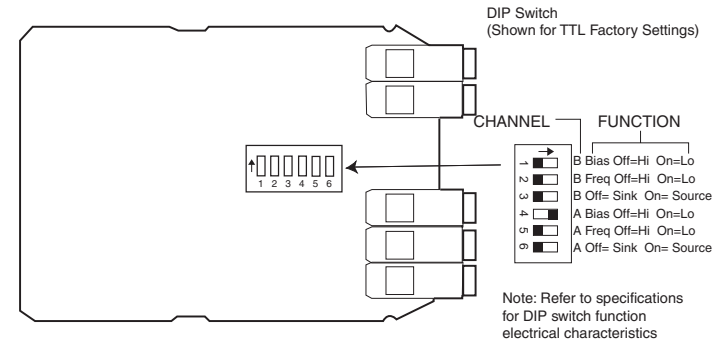 DIP Switch
(Shown for TTL Factory Settings)
CHANNEL FUNCTION
1 B Bias Off=Hi On=Lo
2 B Freq Off=Hi On=Lo
3 B Off= Sink On= Source
4 A Bias Off=Hi On=Lo
5 A Freq Off=Hi On=Lo
6 A Off= Sink On= Source
1 2 3 4 5 6
Note: Refer to specifications
for DIP switch function
electrical characteristics